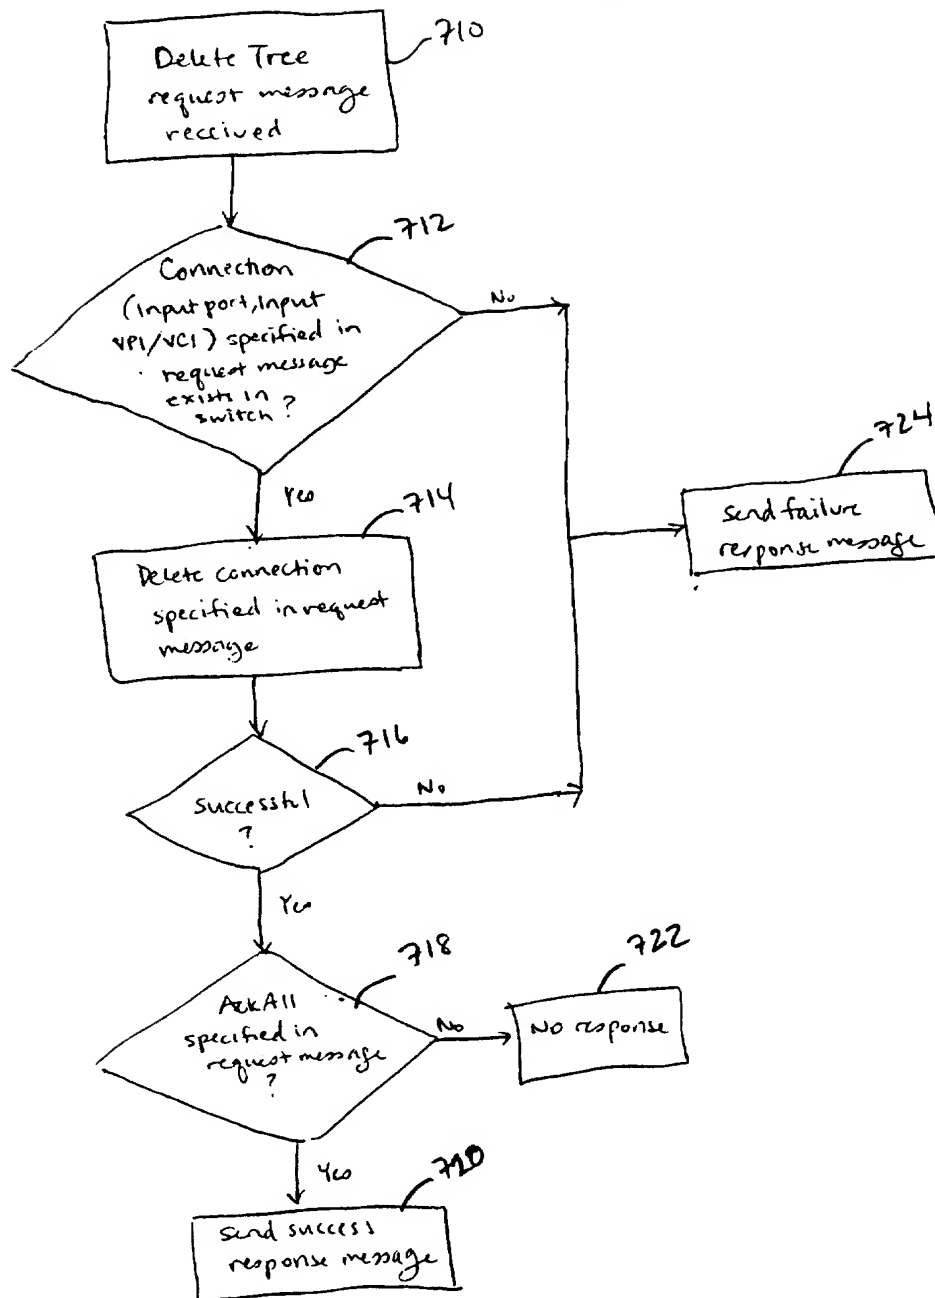 710
Delete Tree
request message
received
712
Connection
(input port, input
VPI/VCI) specified in
request message
exists in
switch?
No
Yes
724
Send failure
response message
714
Delete connection
specified in request
message
716
Successful
?
No
Yes
718
AckAll
specified in
request message
?
No
722
No response
Yes
720
Send success
response message